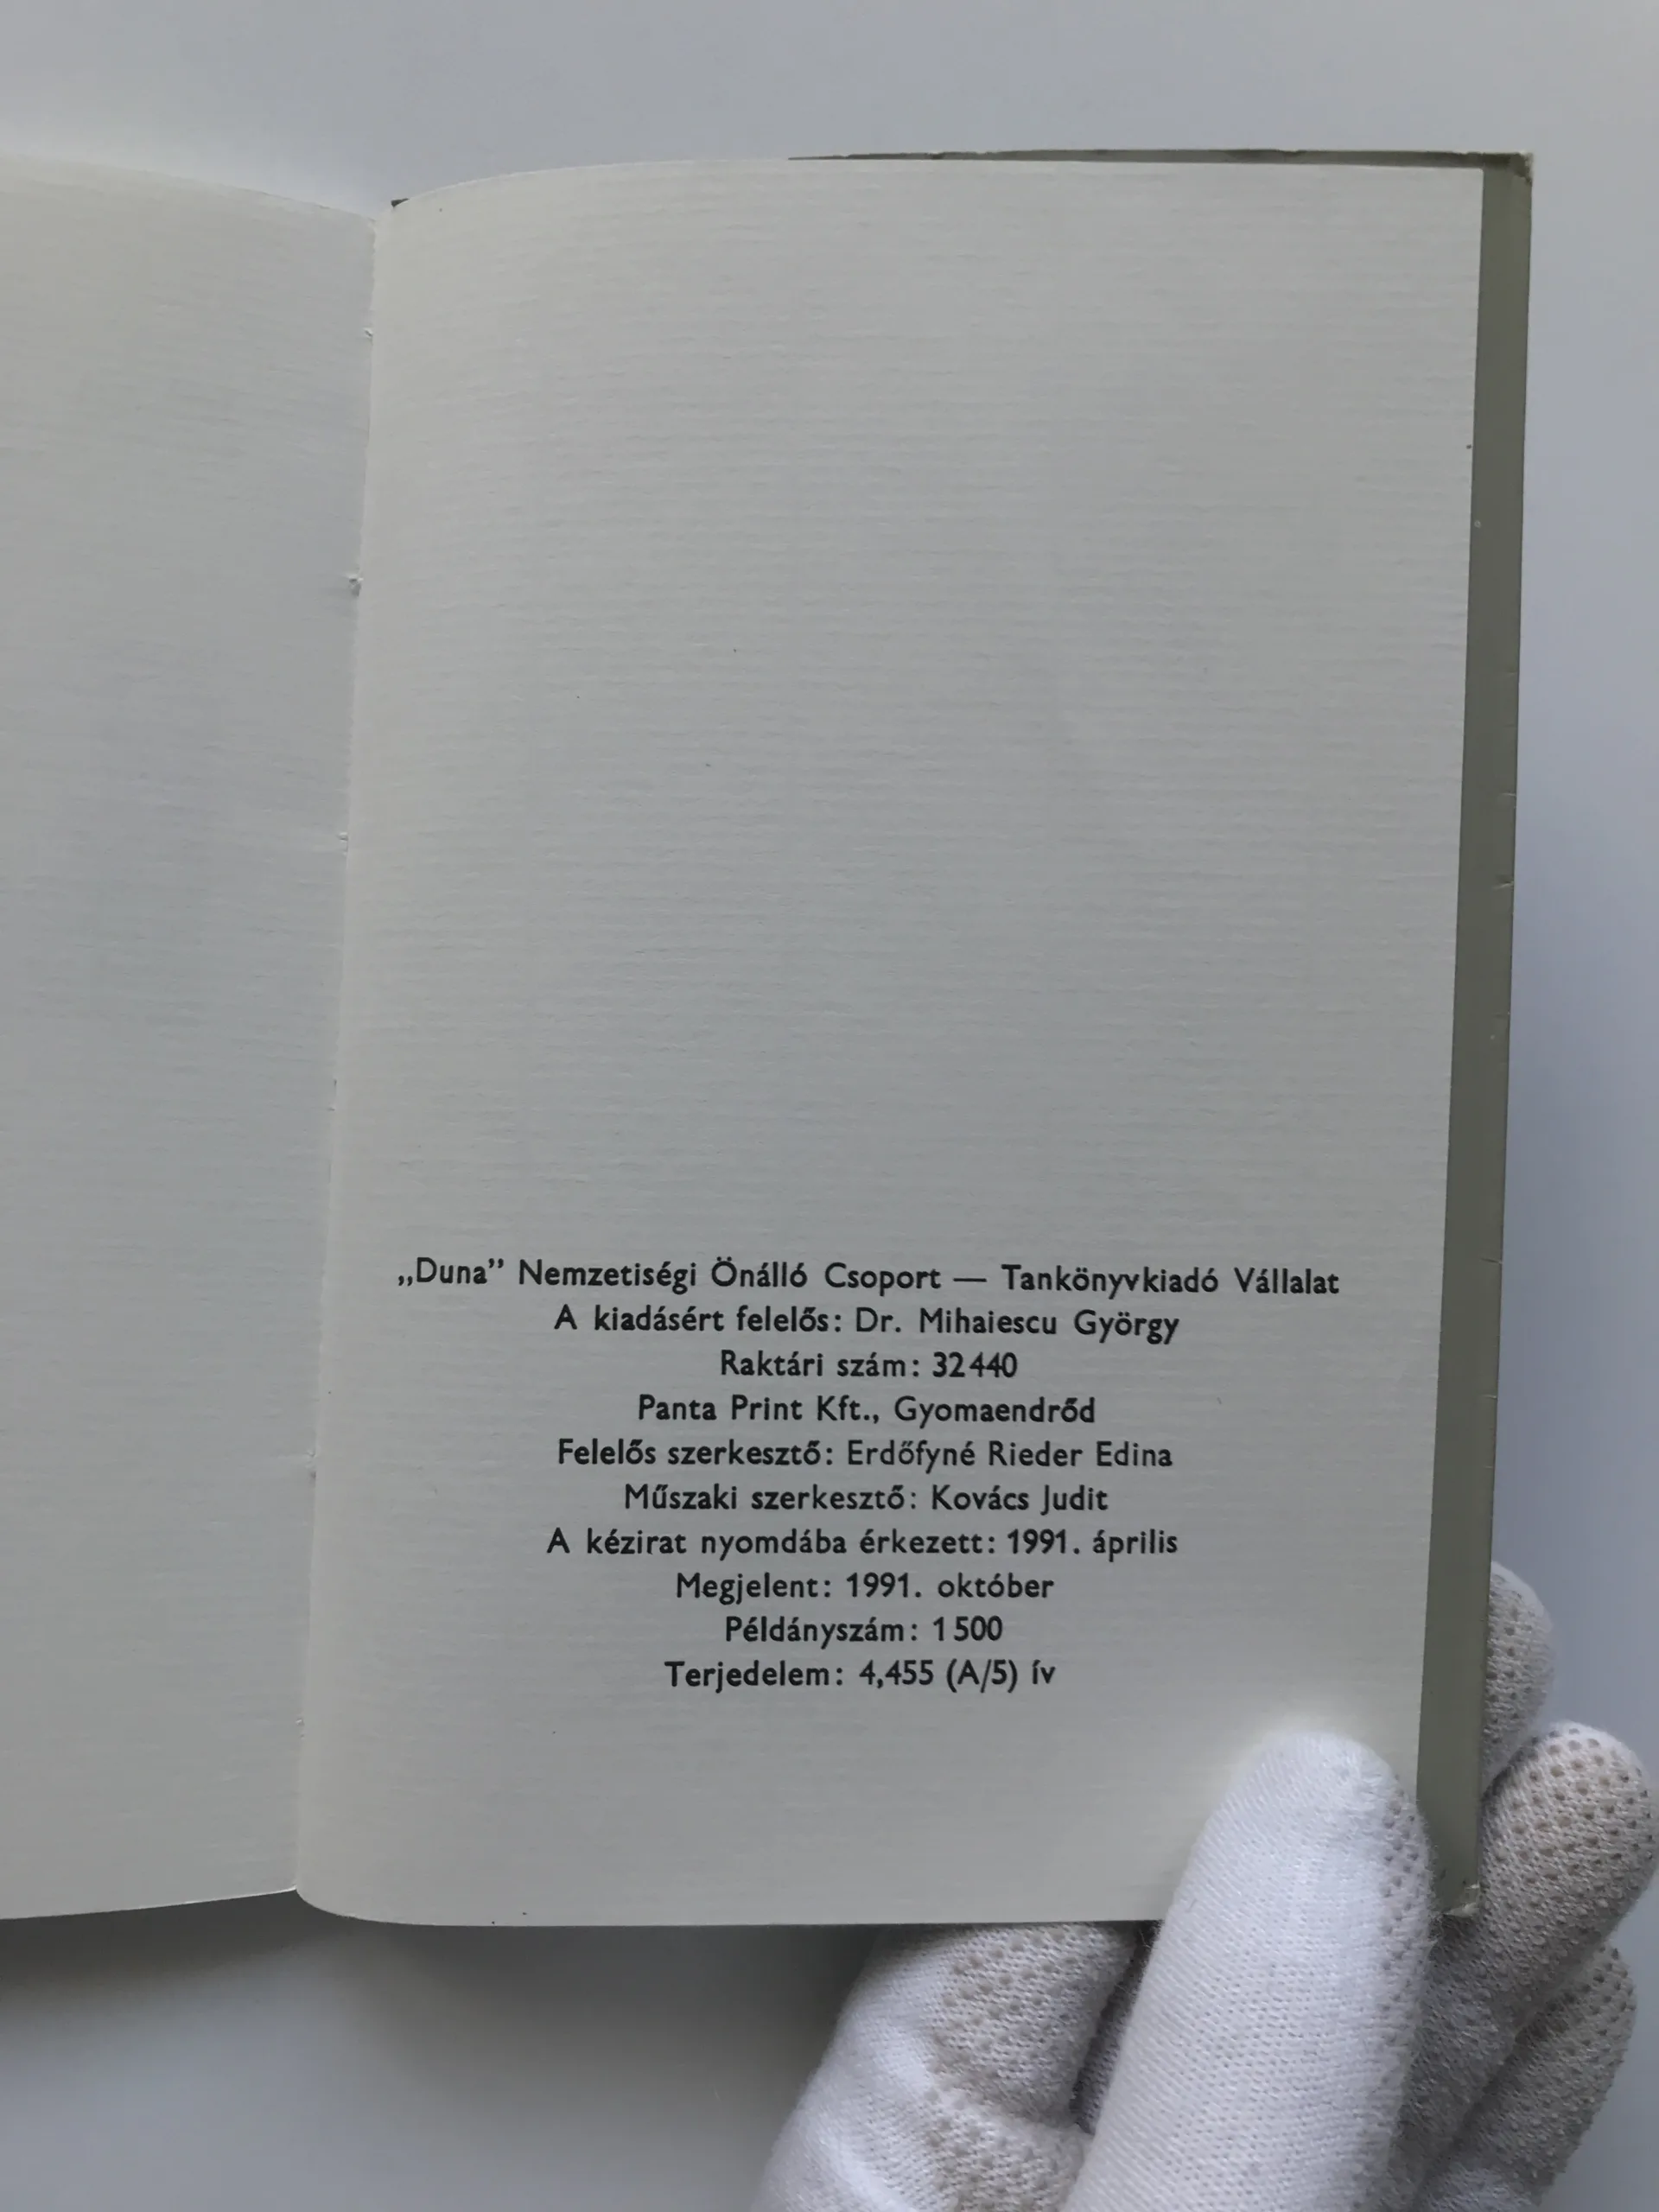 „Duna” Nemzetiségi Önálló Csoport — Tankönyvkiadó Vállalat
A kiadásért felelős: Dr. Mihaiescu György
Raktári szám: 32 440
Panta Print Kft., Gyomaendrőd
Felelős szerkesztő: Erdőfyné Rieder Edina
Műszaki szerkesztő: Kovács Judit
A kézirat nyomdába érkezett: 1991. április
Megjelent: 1991. október
Példányszám: 1 500
Terjedelem: 4,455 (A/5) ív